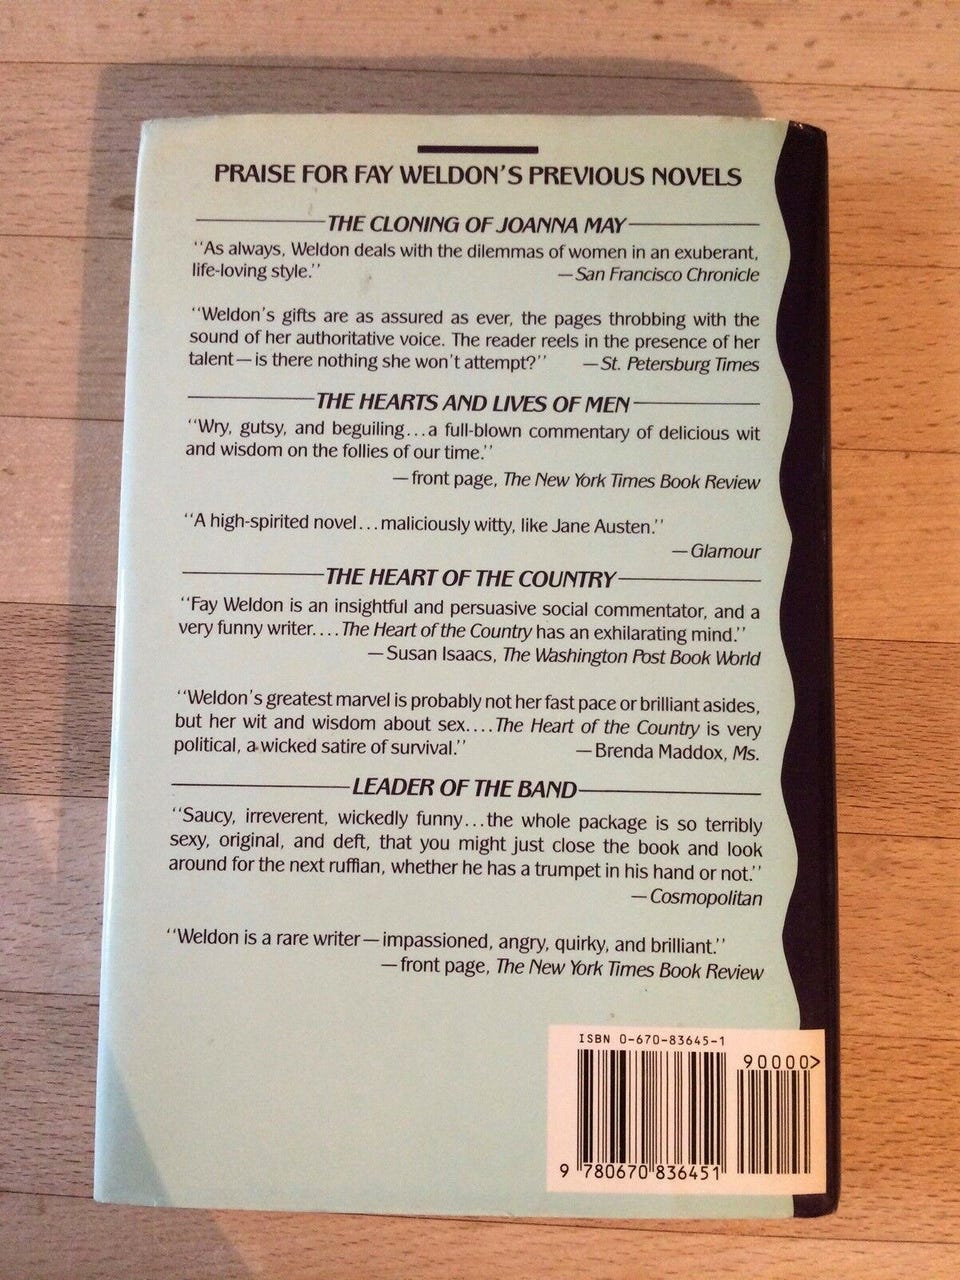 PRAISE FOR FAY WELDON'S PREVIOUS NOVELS
THE CLONING OF JOANNA MAY
"As always, Weldon deals with the dilemmas of women in an exuberant,
life-loving style." —San Francisco Chronicle
"Weldon's gifts are as assured as ever, the pages throbbing with the
sound of her authoritative voice. The reader reels in the presence of her
talent—is there nothing she won't attempt?" —St. Petersburg Times
THE HEARTS AND LIVES OF MEN
"Wry, gutsy, and beguiling...a full-blown commentary of delicious wit
and wisdom on the follies of our time."
—front page, The New York Times Book Review
"A high-spirited novel...maliciously witty, like Jane Austen."
—Glamour
THE HEART OF THE COUNTRY
"Fay Weldon is an insightful and persuasive social commentator, and a
very funny writer....The Heart of the Country has an exhilarating mind."
—Susan Isaacs, The Washington Post Book World
"Weldon's greatest marvel is probably not her fast pace or brilliant asides,
but her wit and wisdom about sex....The Heart of the Country is very
political, a wicked satire of survival." —Brenda Maddox, Ms.
LEADER OF THE BAND
"Saucy, irreverent, wickedly funny...the whole package is so terribly
sexy, original, and deft, that you might just close the book and look
around for the next ruffian, whether he has a trumpet in his hand or not."
—Cosmopolitan
"Weldon is a rare writer—impassioned, angry, quirky, and brilliant."
—front page, The New York Times Book Review
ISBN 0-670-83645-1
90000>
9 780670 836451